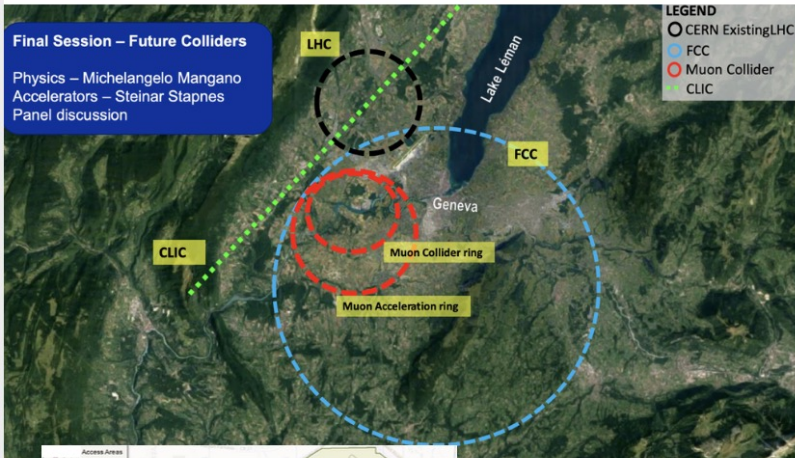 Final Session – Future Colliders
Physics – Michelangelo Mangano
Accelerators – Steinar Stapnes
Panel discussion
LHC
Lake Léman
LEGEND
CERN ExistingLHC
FCC
Muon Collider
CLIC
FCC
Geneva
CLIC
Muon Collider ring
Muon Acceleration ring
Access Areas